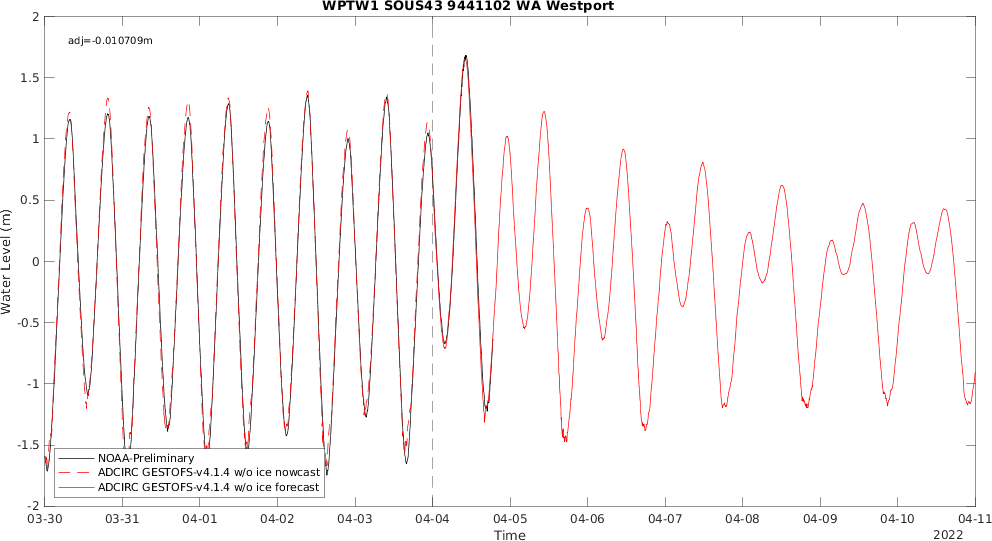 WPTW1 SOUS43 9441102 WA Westport
adj=-0.010709m
2
1.5
1
0.5
0
-0.5
-1
-1.5
-2
Water Level (m)
NOAA-Preliminary
ADCIRC GESTOFS-v4.1.4 w/o ice nowcast
ADCIRC GESTOFS-v4.1.4 w/o ice forecast
03-30 03-31 04-01 04-02 04-03 04-04 04-05 04-06 04-07 04-08 04-09 04-10 04-11
Time
2022